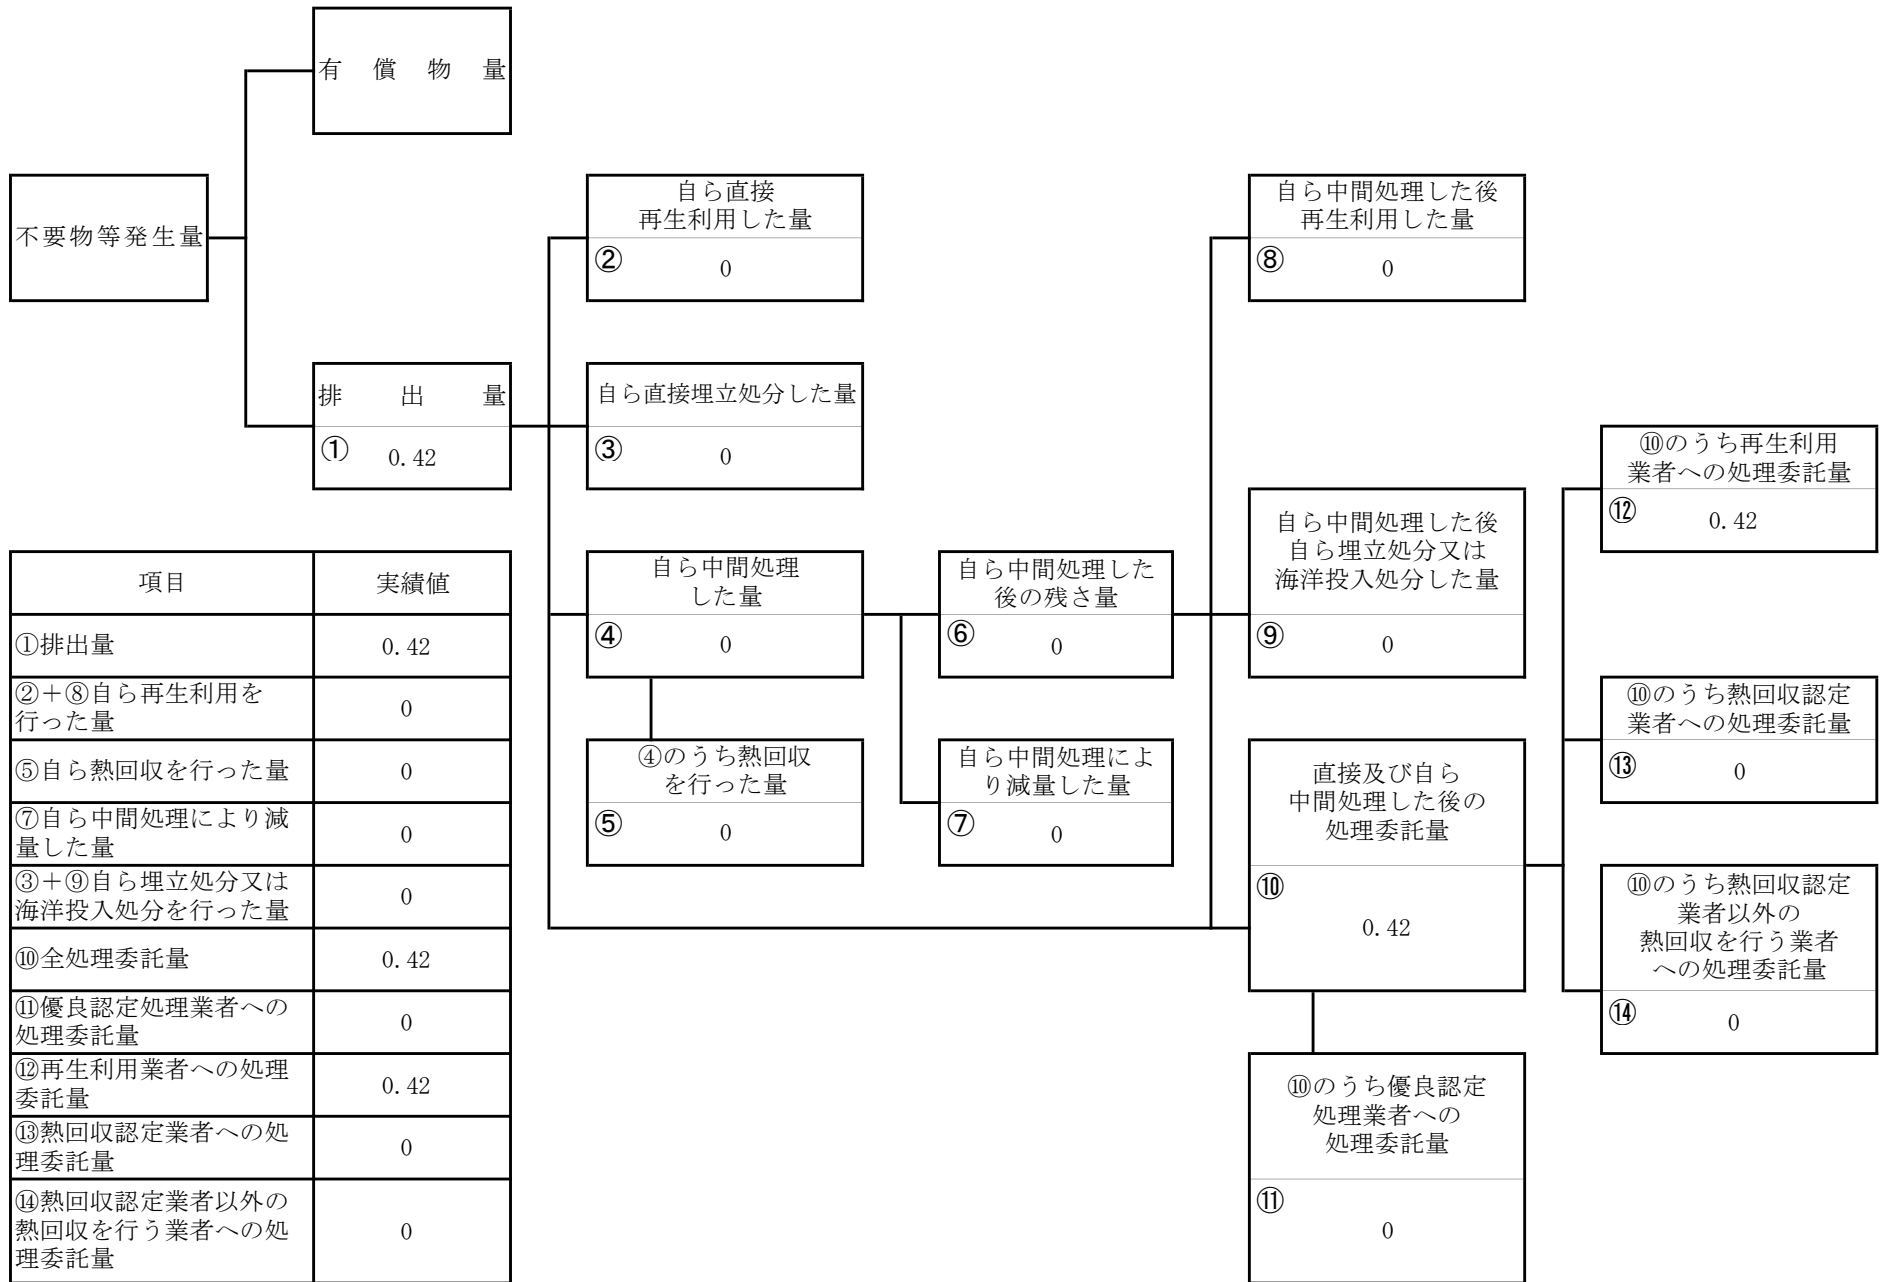 有償物量
不要物等発生量
排出量
① 0.42
自ら直接
再生利用した量
② 0
自ら直接埋立処分した量
③ 0
自ら中間処理
した量
④ 0
④のうち熱回収
を行った量
⑤ 0
自ら中間処理した
後の残さ量
⑥ 0
自ら中間処理によ
り減量した量
⑦ 0
自ら中間処理した後
再生利用した量
⑧ 0
自ら中間処理した後
自ら埋立処分又は
海洋投入処分した量
⑨ 0
直接及び自ら
中間処理した後の
処理委託量
⑩
0.42
⑩のうち優良認定
処理業者への
処理委託量
⑪
0
⑩のうち再生利用
業者への処理委託量
⑫ 0.42
⑩のうち熱回収認定
業者への処理委託量
⑬ 0
⑩のうち熱回収認定
業者以外の
熱回収を行う業者
への処理委託量
⑭ 0
項目 実績値
①排出量 0.42
②+⑧自ら再生利用を
行った量 0
⑤自ら熱回収を行った量 0
⑦自ら中間処理により減
量した量 0
③+⑨自ら埋立処分又は
海洋投入処分を行った量 0
⑩全処理委託量 0.42
⑪優良認定処理業者への
処理委託量 0
⑫再生利用業者への処理
委託量 0.42
⑬熱回収認定業者への処
理委託量 0
⑭熱回収認定業者以外の
熱回収を行う業者への処
理委託量 0